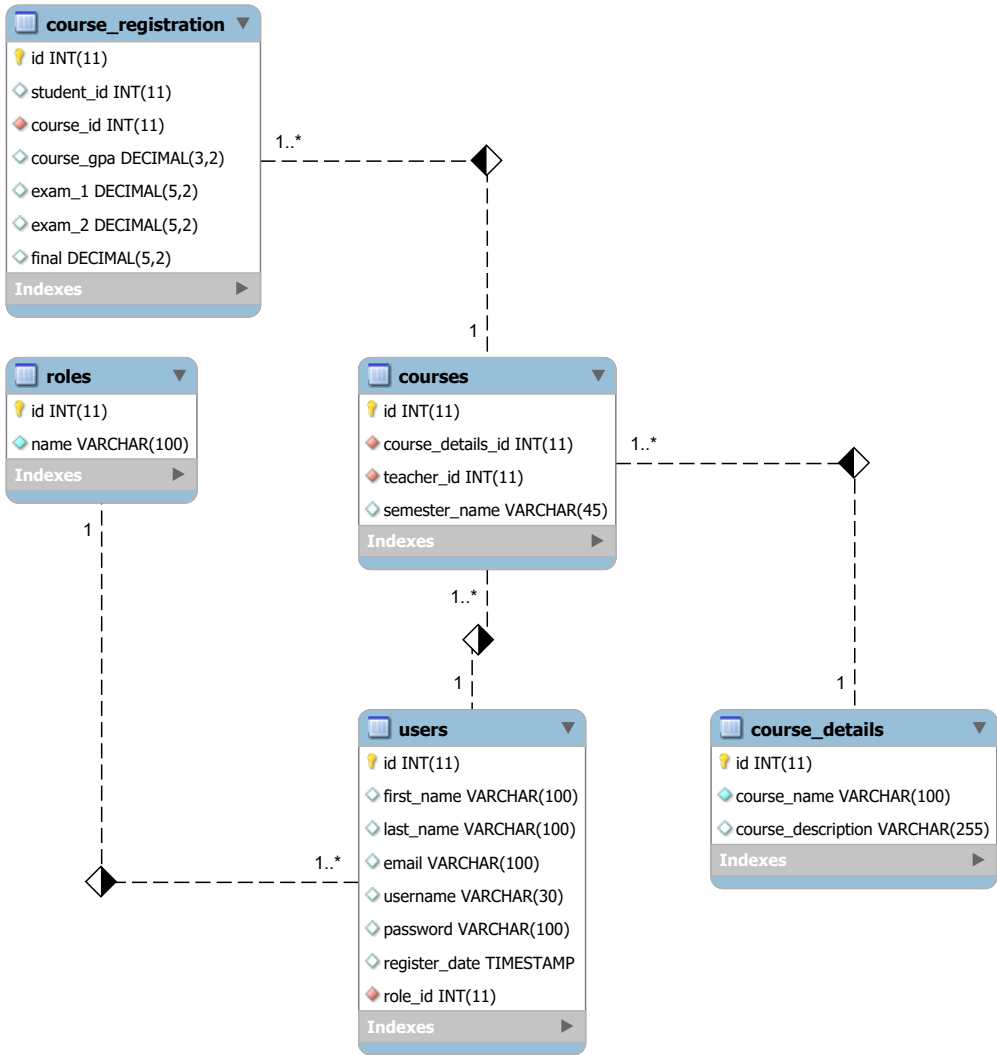 course_registration
id INT(11)
student_id INT(11)
course_id INT(11)
course_gpa DECIMAL(3,2)
exam_1 DECIMAL(5,2)
exam_2 DECIMAL(5,2)
final DECIMAL(5,2)
Indexes
1..*
1
roles
id INT(11)
name VARCHAR(100)
Indexes
1
courses
id INT(11)
course_details_id INT(11)
teacher_id INT(11)
semester_name VARCHAR(45)
Indexes
1..*
1..*
1
1
users
id INT(11)
first_name VARCHAR(100)
last_name VARCHAR(100)
email VARCHAR(100)
username VARCHAR(30)
password VARCHAR(100)
register_date TIMESTAMP
role_id INT(11)
Indexes
1..*
course_details
id INT(11)
course_name VARCHAR(100)
course_description VARCHAR(255)
Indexes